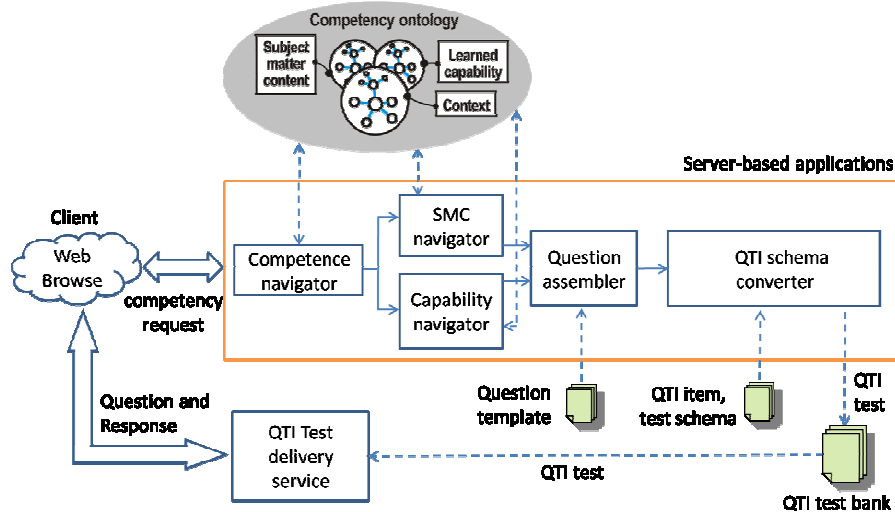 Competency ontology
Subject
matter
content
Learned
capability
Context
Server-based applications
Client
Web
Browse
competency
request
Competence
navigator
SMC
navigator
Capability
navigator
Question
assembler
QTI schema
converter
Question
template
QTI item,
test schema
QTI
test
Question and
Response
QTI Test
delivery
service
QTI test
QTI test bank